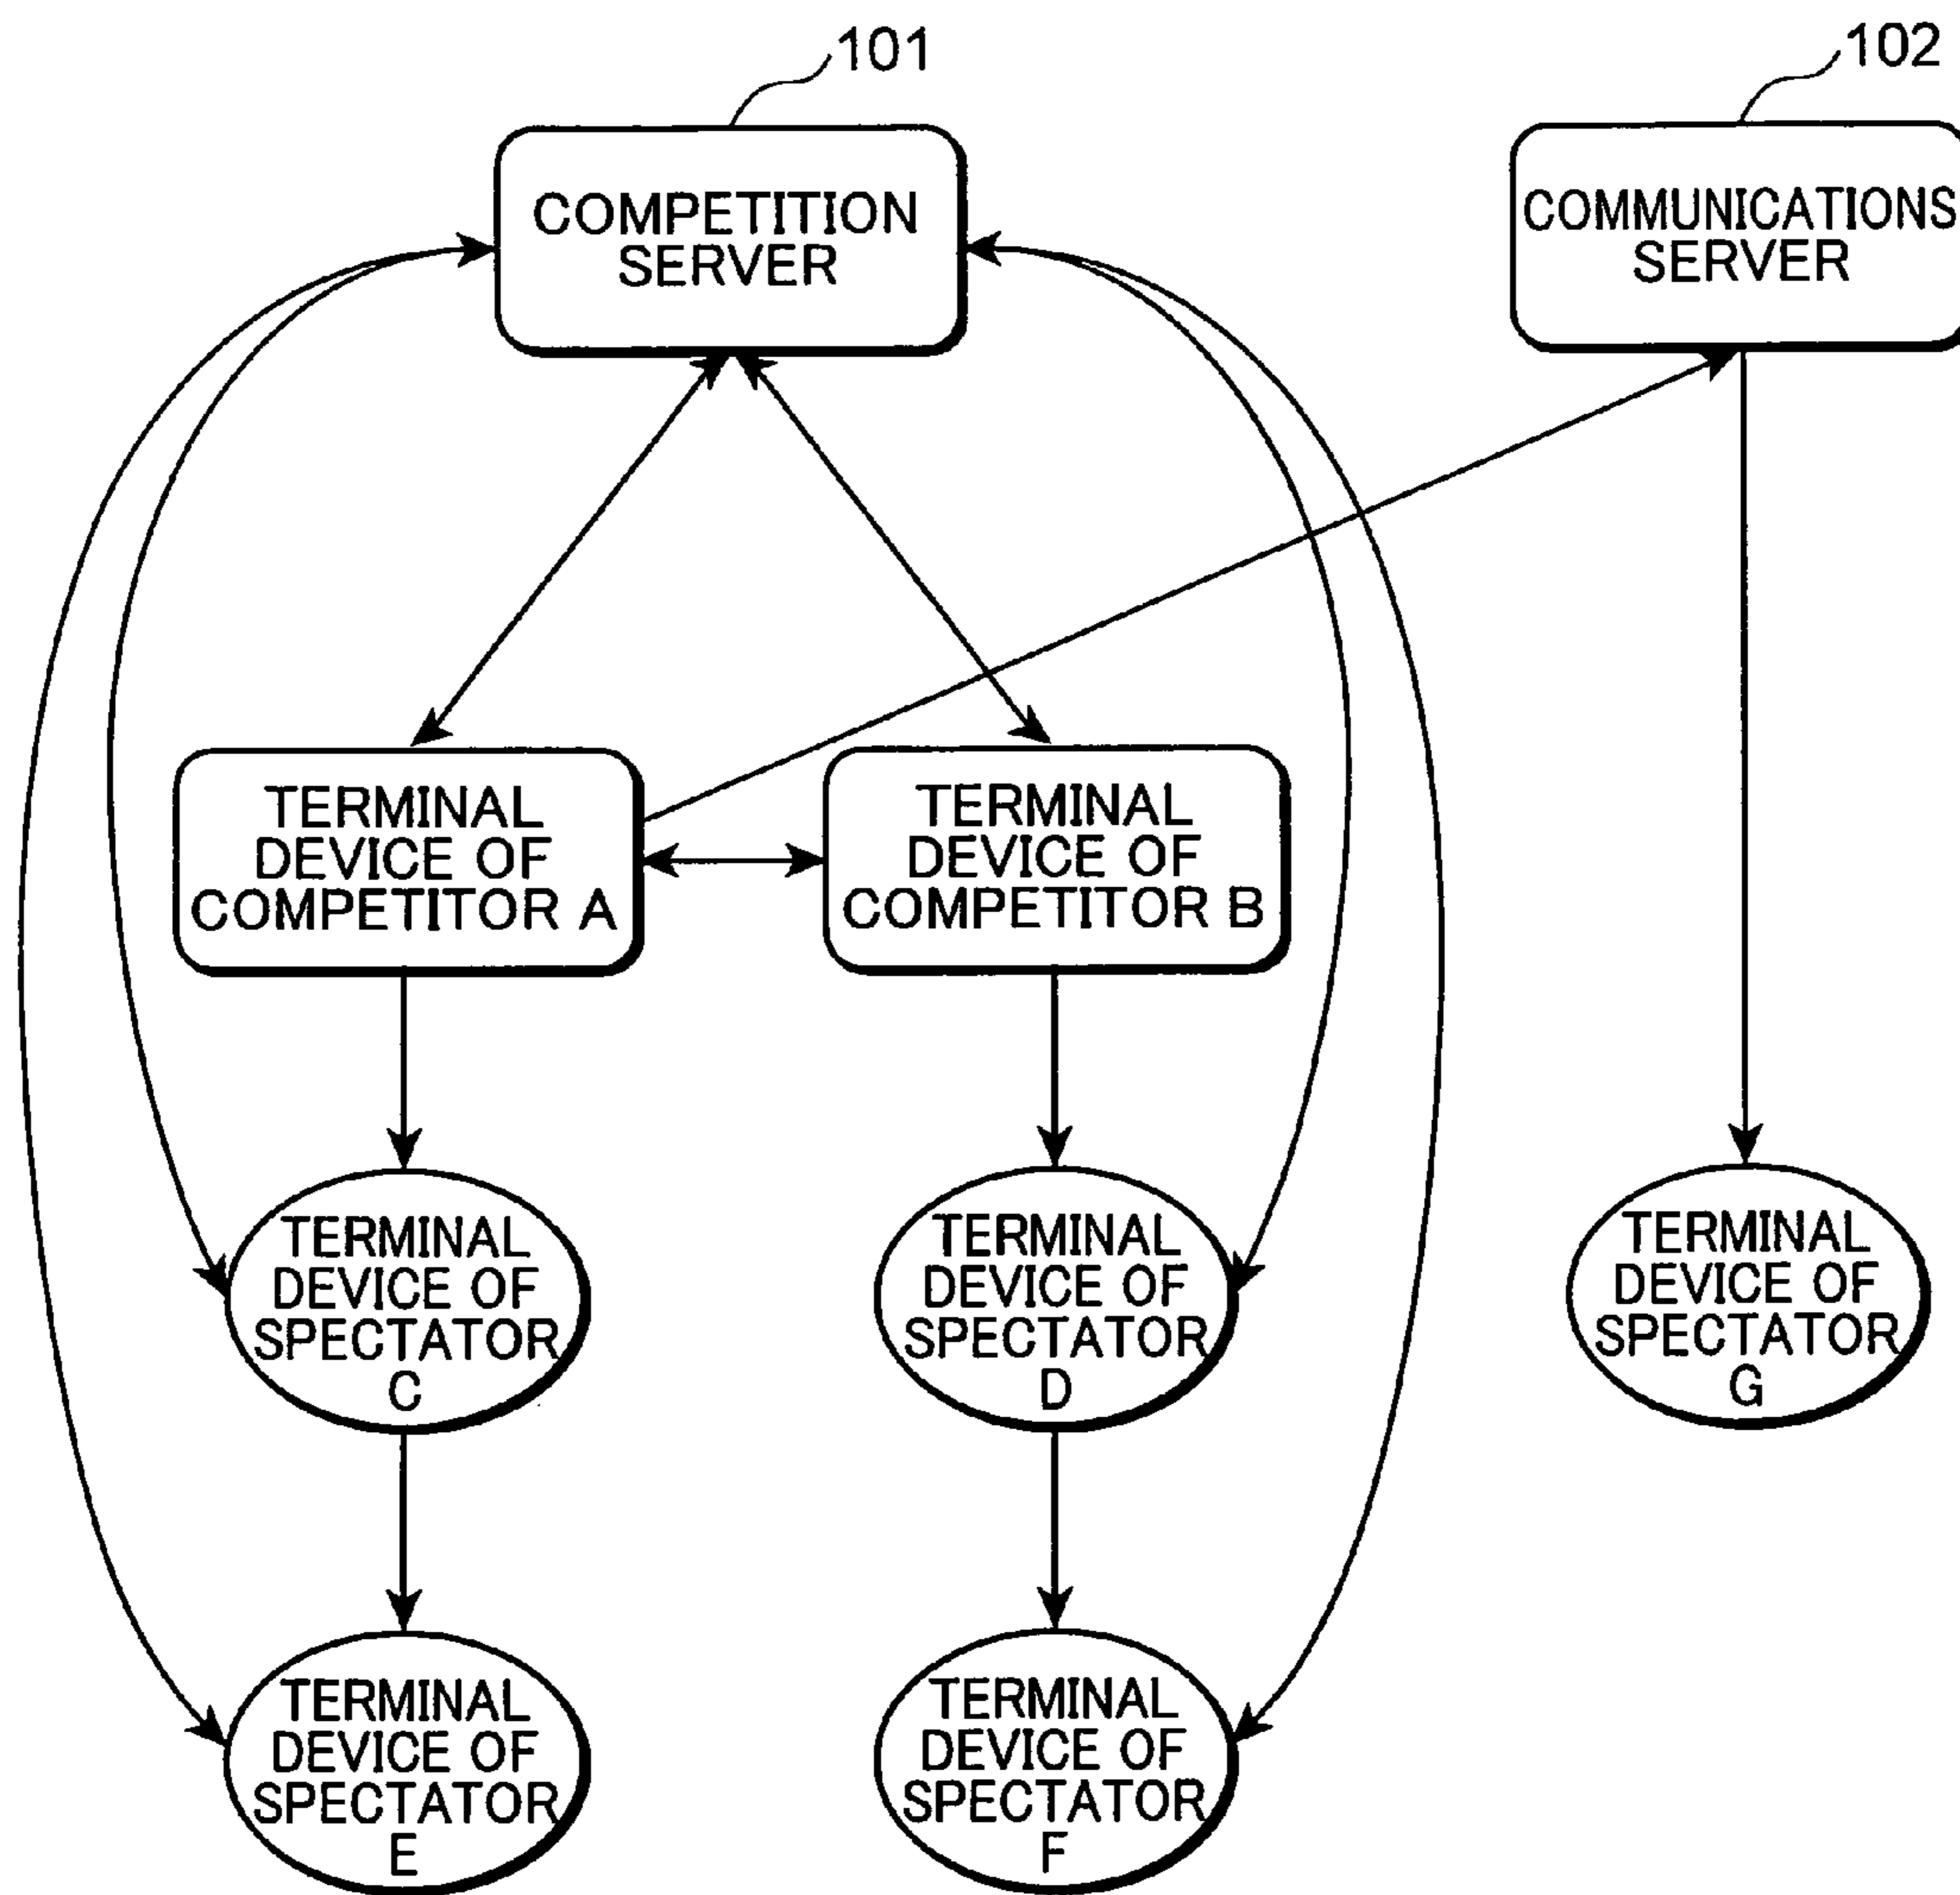 101
102
COMPETITION
SERVER
COMMUNICATIONS
SERVER
TERMINAL
DEVICE OF
COMPETITOR A
TERMINAL
DEVICE OF
COMPETITOR B
TERMINAL
DEVICE OF
SPECTATOR
C
TERMINAL
DEVICE OF
SPECTATOR
D
TERMINAL
DEVICE OF
SPECTATOR
G
TERMINAL
DEVICE OF
SPECTATOR
E
TERMINAL
DEVICE OF
SPECTATOR
F